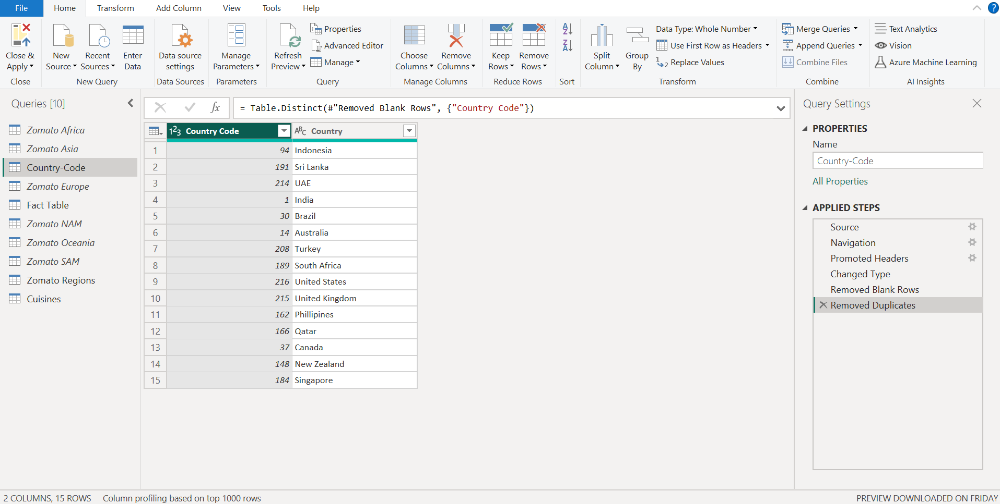 File Home Transform Add Column View Tools Help
Close & Apply
New Source
Recent Sources
Enter Data
Data source settings
Manage Parameters
Refresh Preview
Properties
Advanced Editor
Manage
Choose Columns
Remove Columns
Keep Rows
Remove Rows
Split Column
Group By
Data Type: Whole Number
Use First Row as Headers
Replace Values
Merge Queries
Append Queries
Combine Files
Text Analytics
Vision
Azure Machine Learning
Close New Query Data Sources Parameters Query Manage Columns Reduce Rows Sort Transform Combine AI Insights
Queries [10]
Zomato Africa
Zomato Asia
Country-Code
Zomato Europe
Fact Table
Zomato NAM
Zomato Oceania
Zomato SAM
Zomato Regions
Cuisines
fx = Table.Distinct(#"Removed Blank Rows", {"Country Code"})
123 Country Code ABC Country
1 94 Indonesia
2 191 Sri Lanka
3 214 UAE
4 1 India
5 30 Brazil
6 14 Australia
7 208 Turkey
8 189 South Africa
9 216 United States
10 215 United Kingdom
11 162 Phillipines
12 166 Qatar
13 37 Canada
14 148 New Zealand
15 184 Singapore
Query Settings
PROPERTIES
Name
Country-Code
All Properties
APPLIED STEPS
Source
Navigation
Promoted Headers
Changed Type
Removed Blank Rows
Removed Duplicates
2 COLUMNS, 15 ROWS Column profiling based on top 1000 rows PREVIEW DOWNLOADED ON FRIDAY